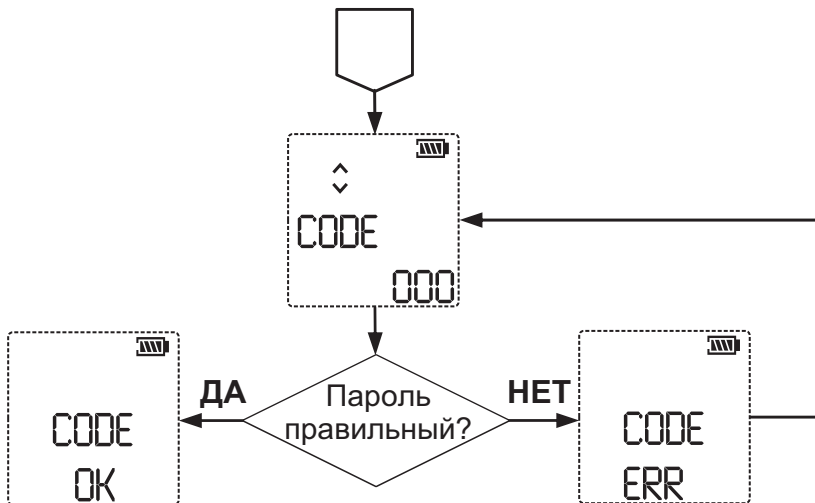 CODE
000
ДА
Пароль
правильный?
НЕТ
CODE
OK
CODE
ERR